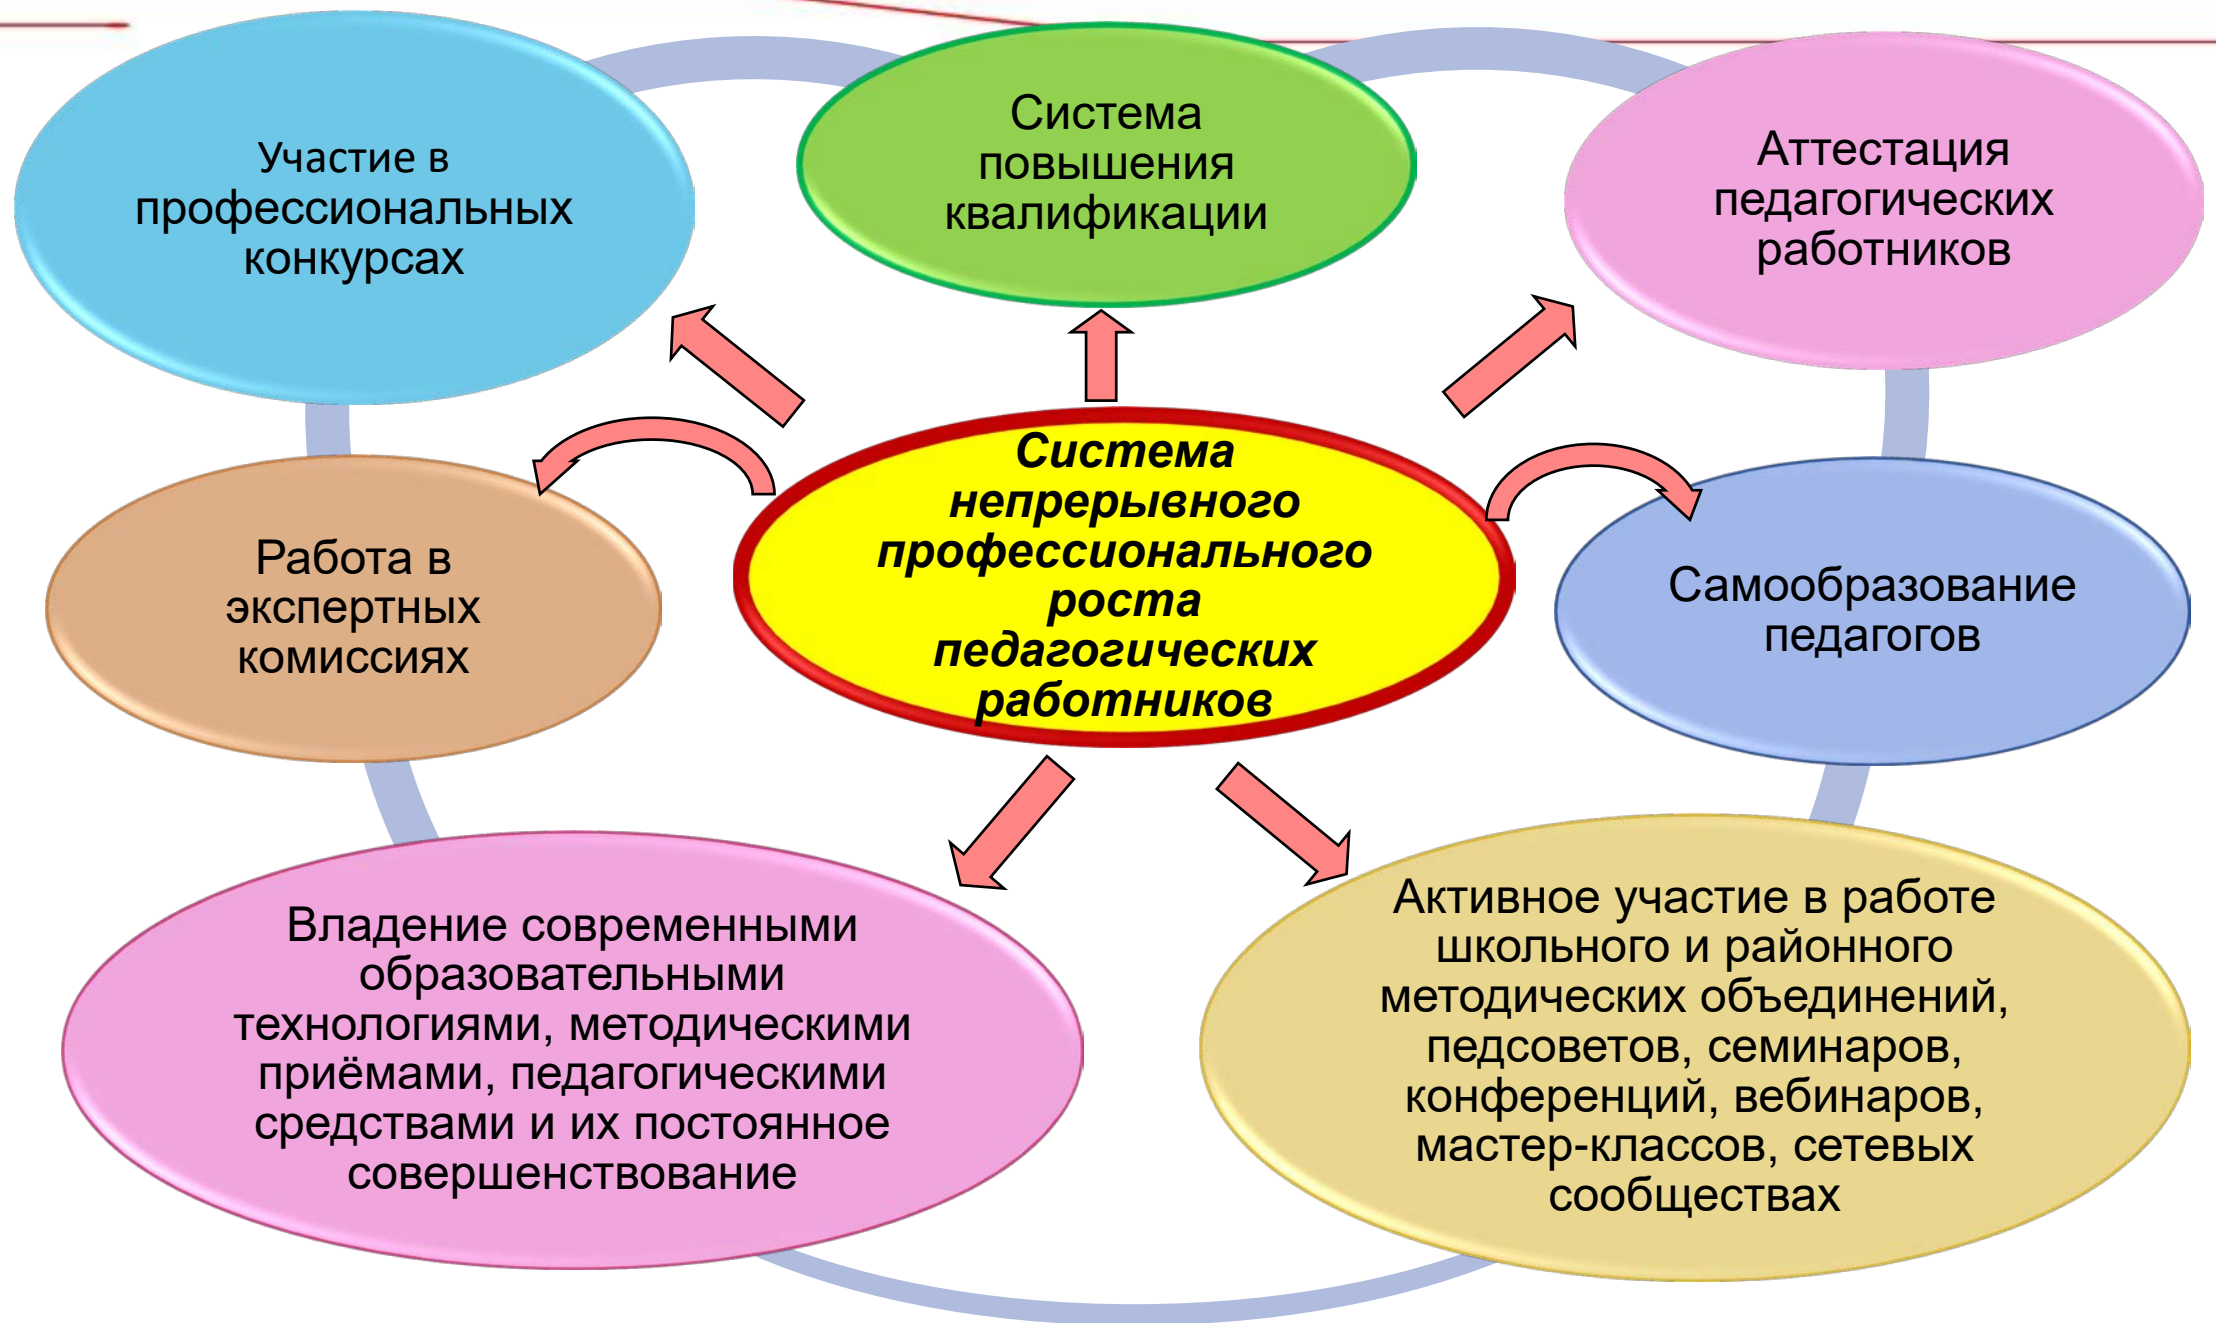 Участие в
профессиональных
конкурсах
Система
повышения
квалификации
Аттестация
педагогических
работников
Работа в
экспертных
комиссиях
Система
непрерывного
профессионального
роста
педагогических
работников
Самообразование
педагогов
Владение современными
образовательными
технологиями, методическими
приёмами, педагогическими
средствами и их постоянное
совершенствование
Активное участие в работе
школьного и районного
методических объединений,
педсоветов, семинаров,
конференций, вебинаров,
мастер-классов, сетевых
сообществах